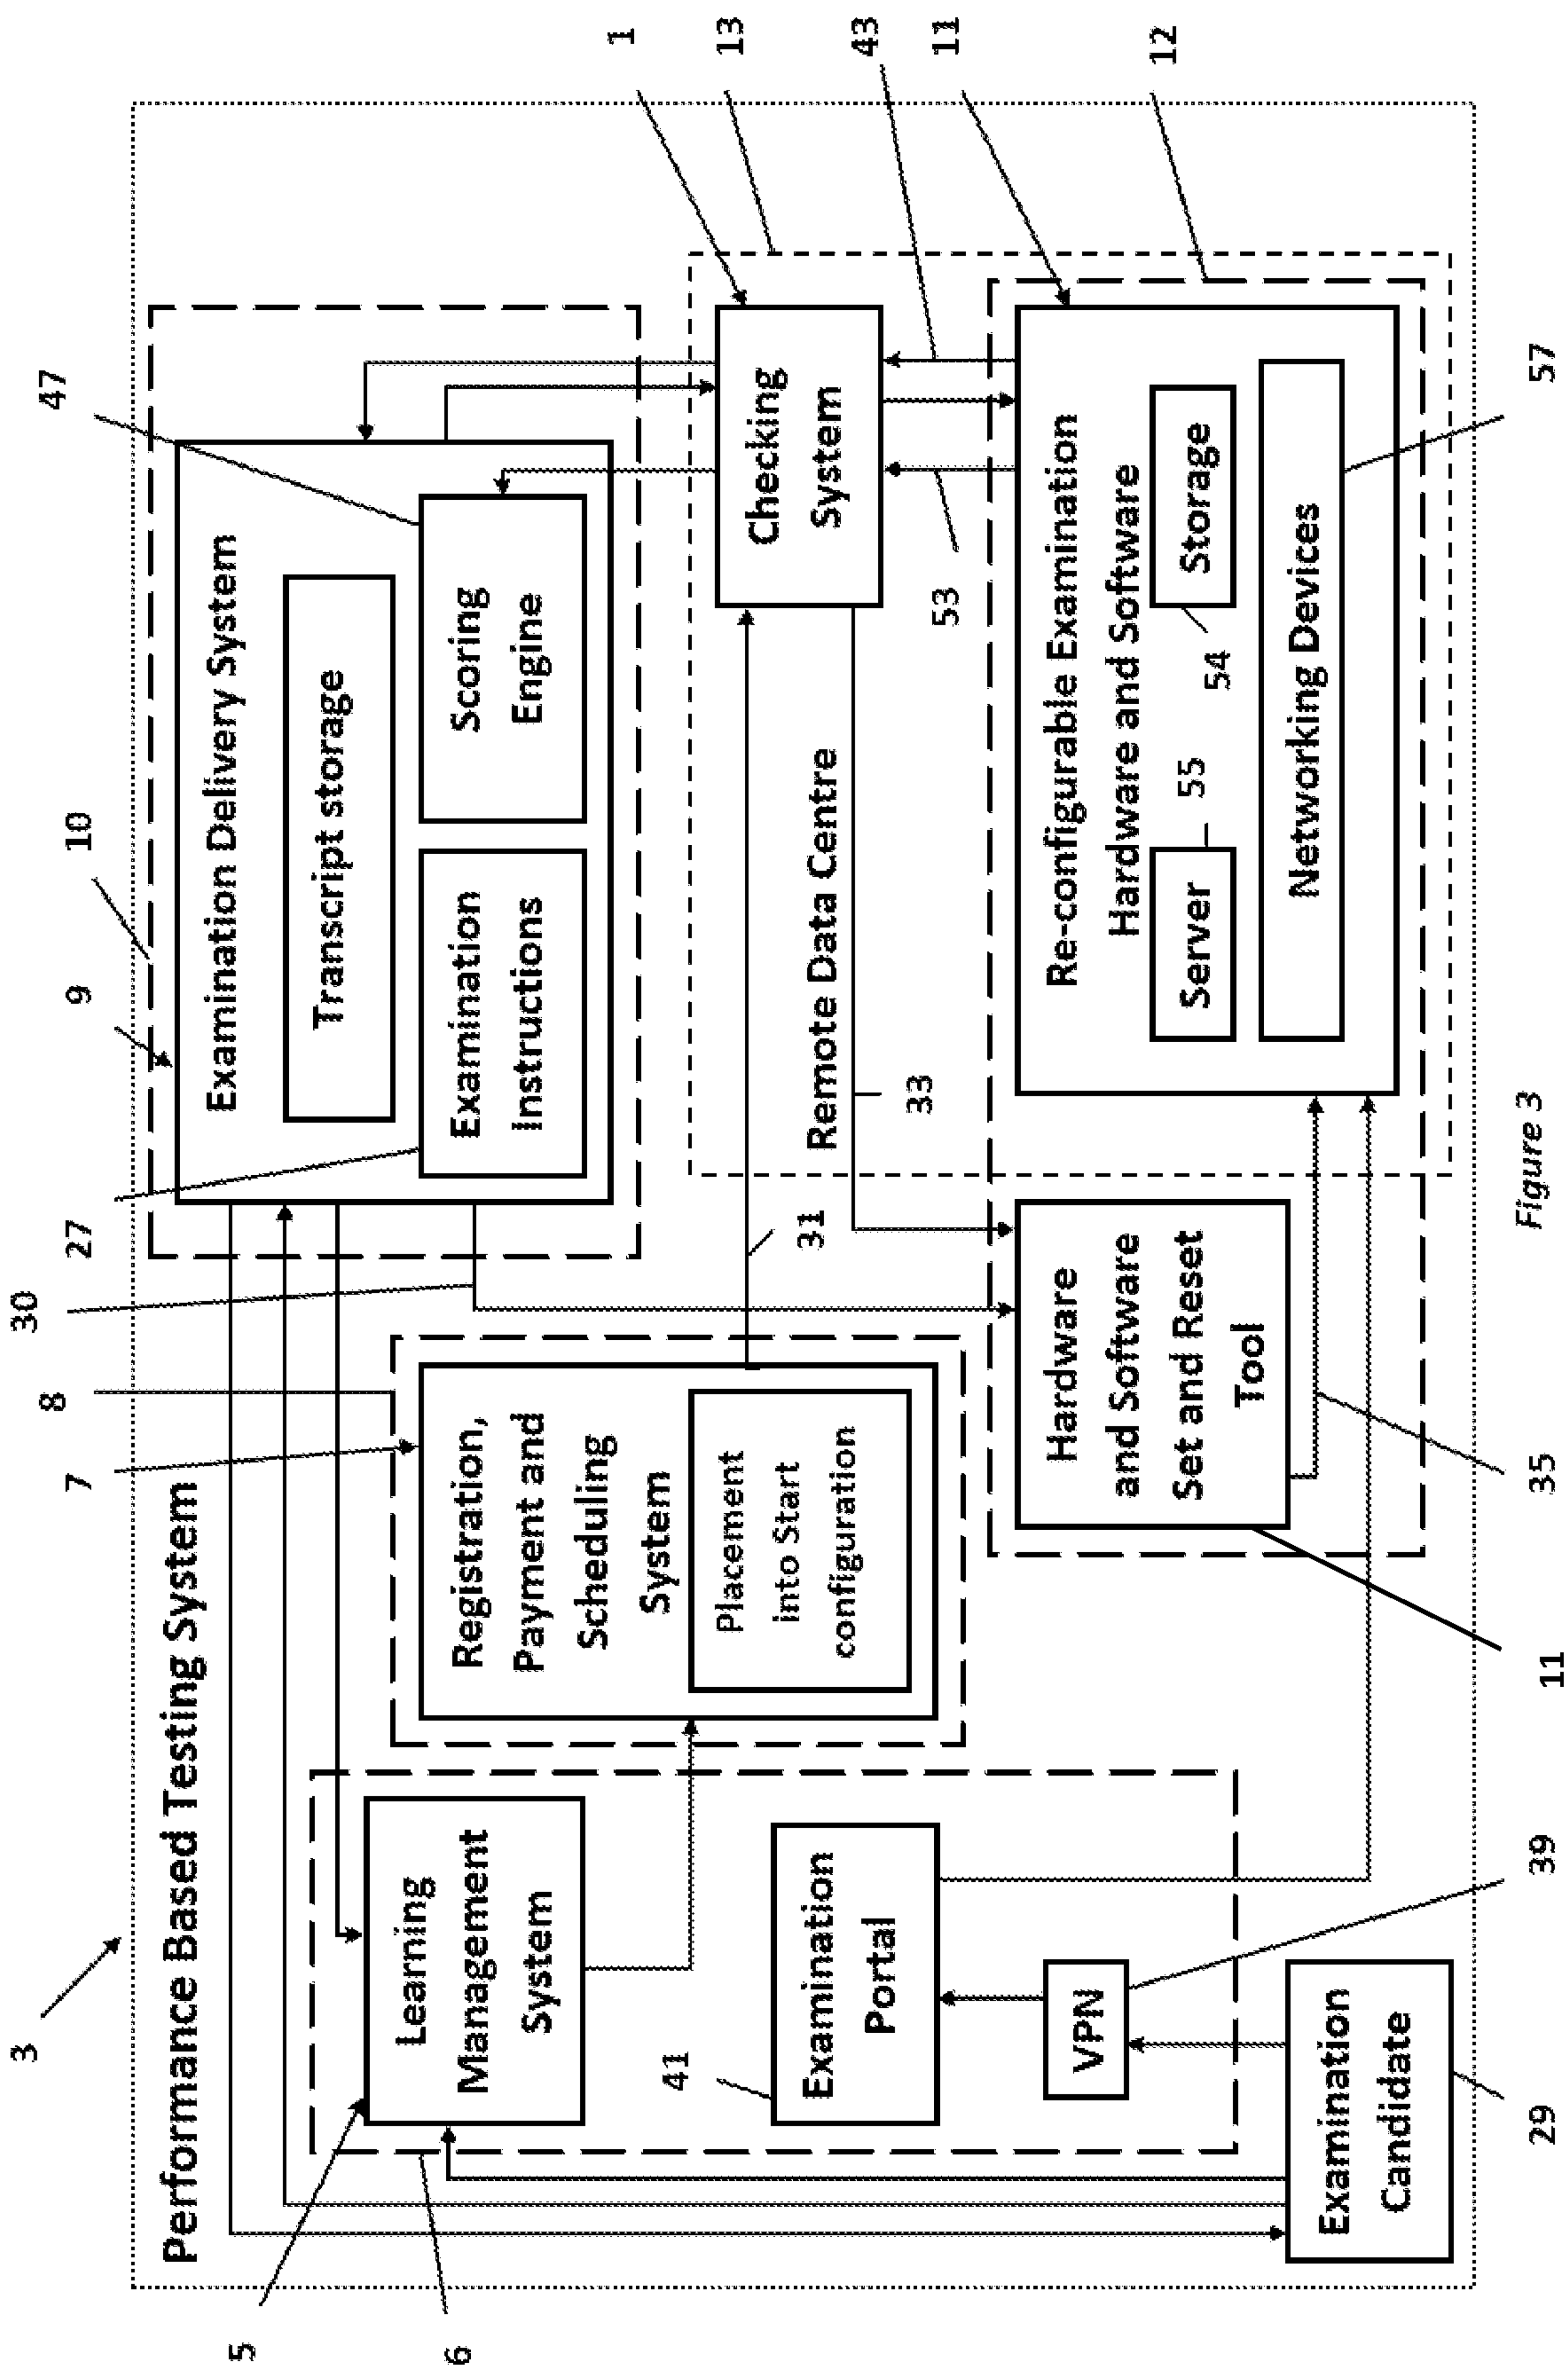 3
Performance Based Testing System
5
6
Learning
Management
System
41
Examination
Portal
VPN
39
Examination
Candidate
29
7
8
Registration,
Payment and
Scheduling
System
Placement
into Start
configuration
30
31
Hardware
and Software
Set and Reset
Tool
11
35
9
10
27
47
Examination Delivery System
Transcript storage
Examination
Instructions
Scoring
Engine
1
13
Checking
System
Remote Data Centre
33
53
43
11
12
Re-configurable Examination
Hardware and Software
Server
55
Storage
54
Networking Devices
57
Figure 3